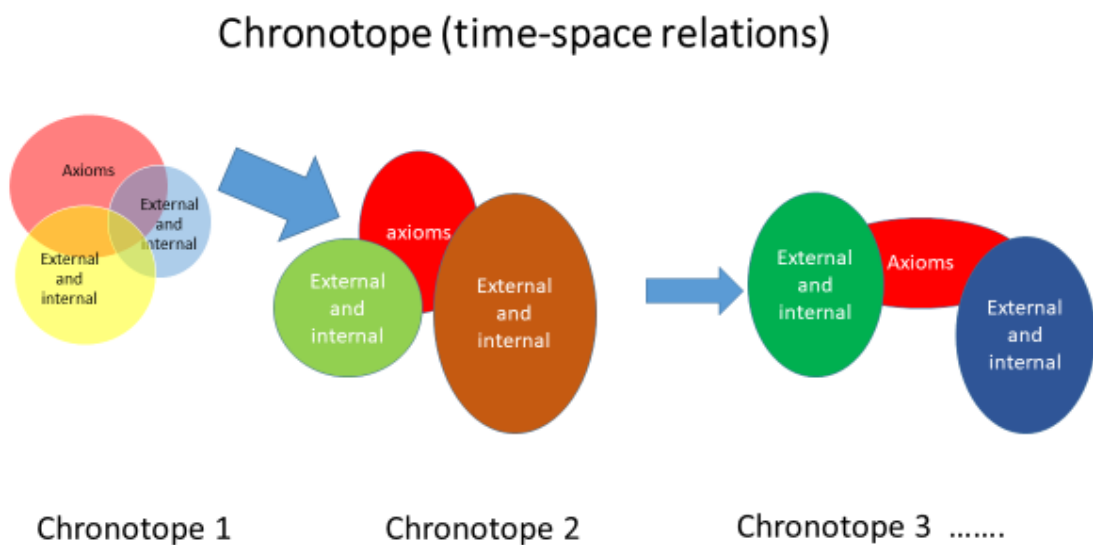 Chronotope (time-space relations)
Axioms
External
and
internal
External
and
internal
axioms
External
and
internal
External
and
internal
External
and
internal
Axioms
External
and
internal
Chronotope 1
Chronotope 2
Chronotope 3 .......